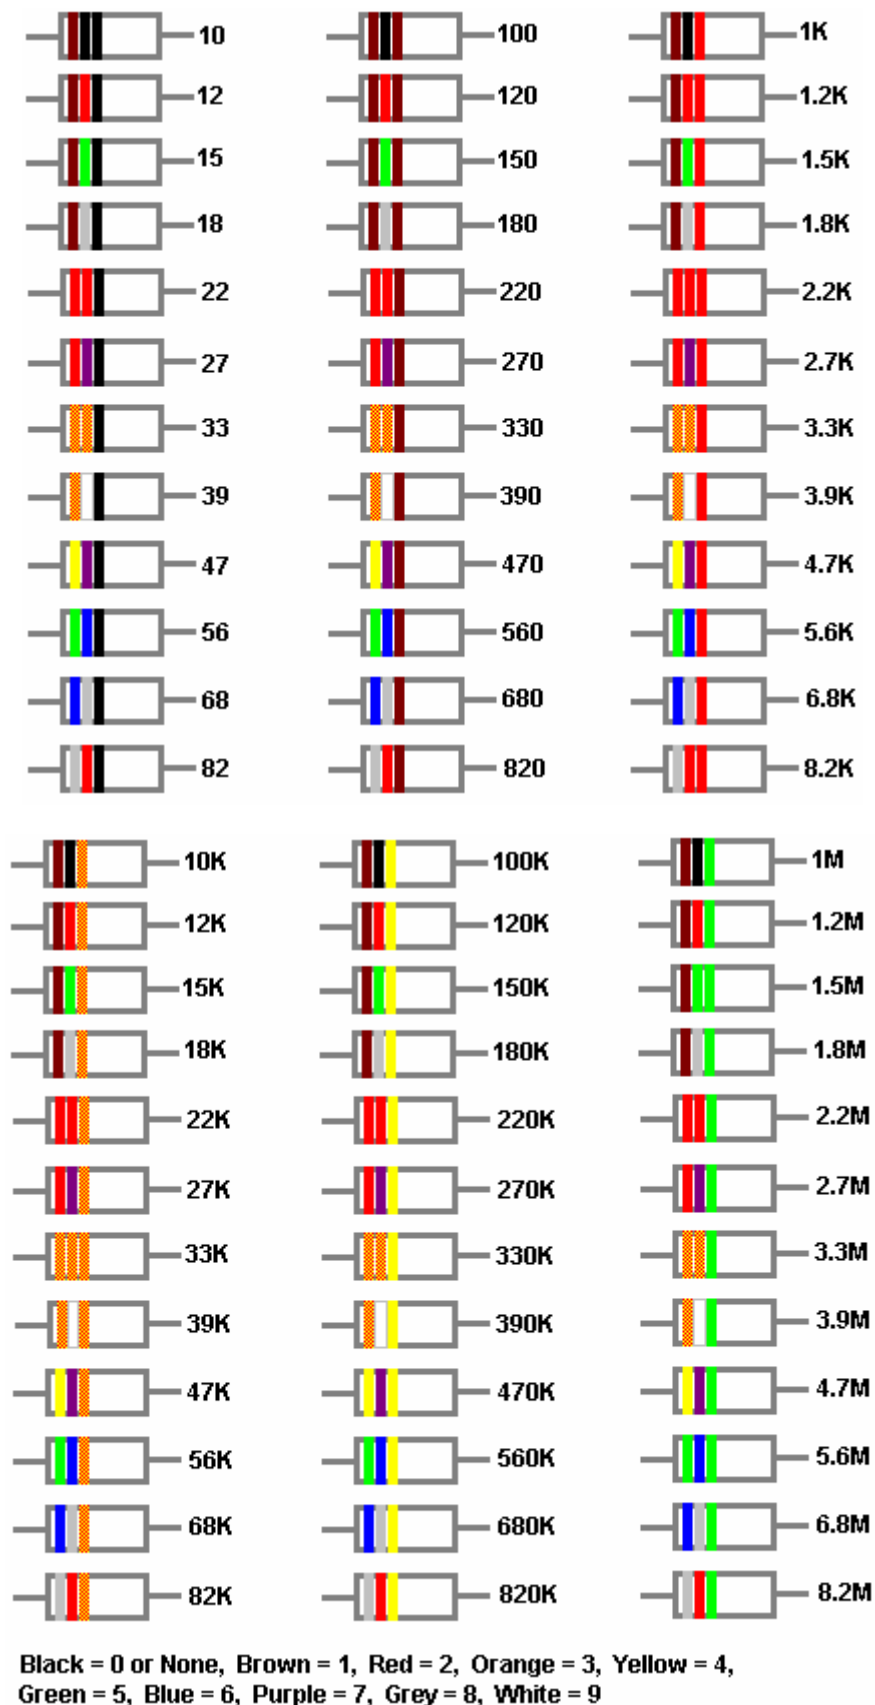 10 100 1K
12 120 1.2K
15 150 1.5K
18 180 1.8K
22 220 2.2K
27 270 2.7K
33 330 3.3K
39 390 3.9K
47 470 4.7K
56 560 5.6K
68 680 6.8K
82 820 8.2K
10K 100K 1M
12K 120K 1.2M
15K 150K 1.5M
18K 180K 1.8M
22K 220K 2.2M
27K 270K 2.7M
33K 330K 3.3M
39K 390K 3.9M
47K 470K 4.7M
56K 560K 5.6M
68K 680K 6.8M
82K 820K 8.2M
Black = 0 or None, Brown = 1, Red = 2, Orange = 3, Yellow = 4,
Green = 5, Blue = 6, Purple = 7, Grey = 8, White = 9